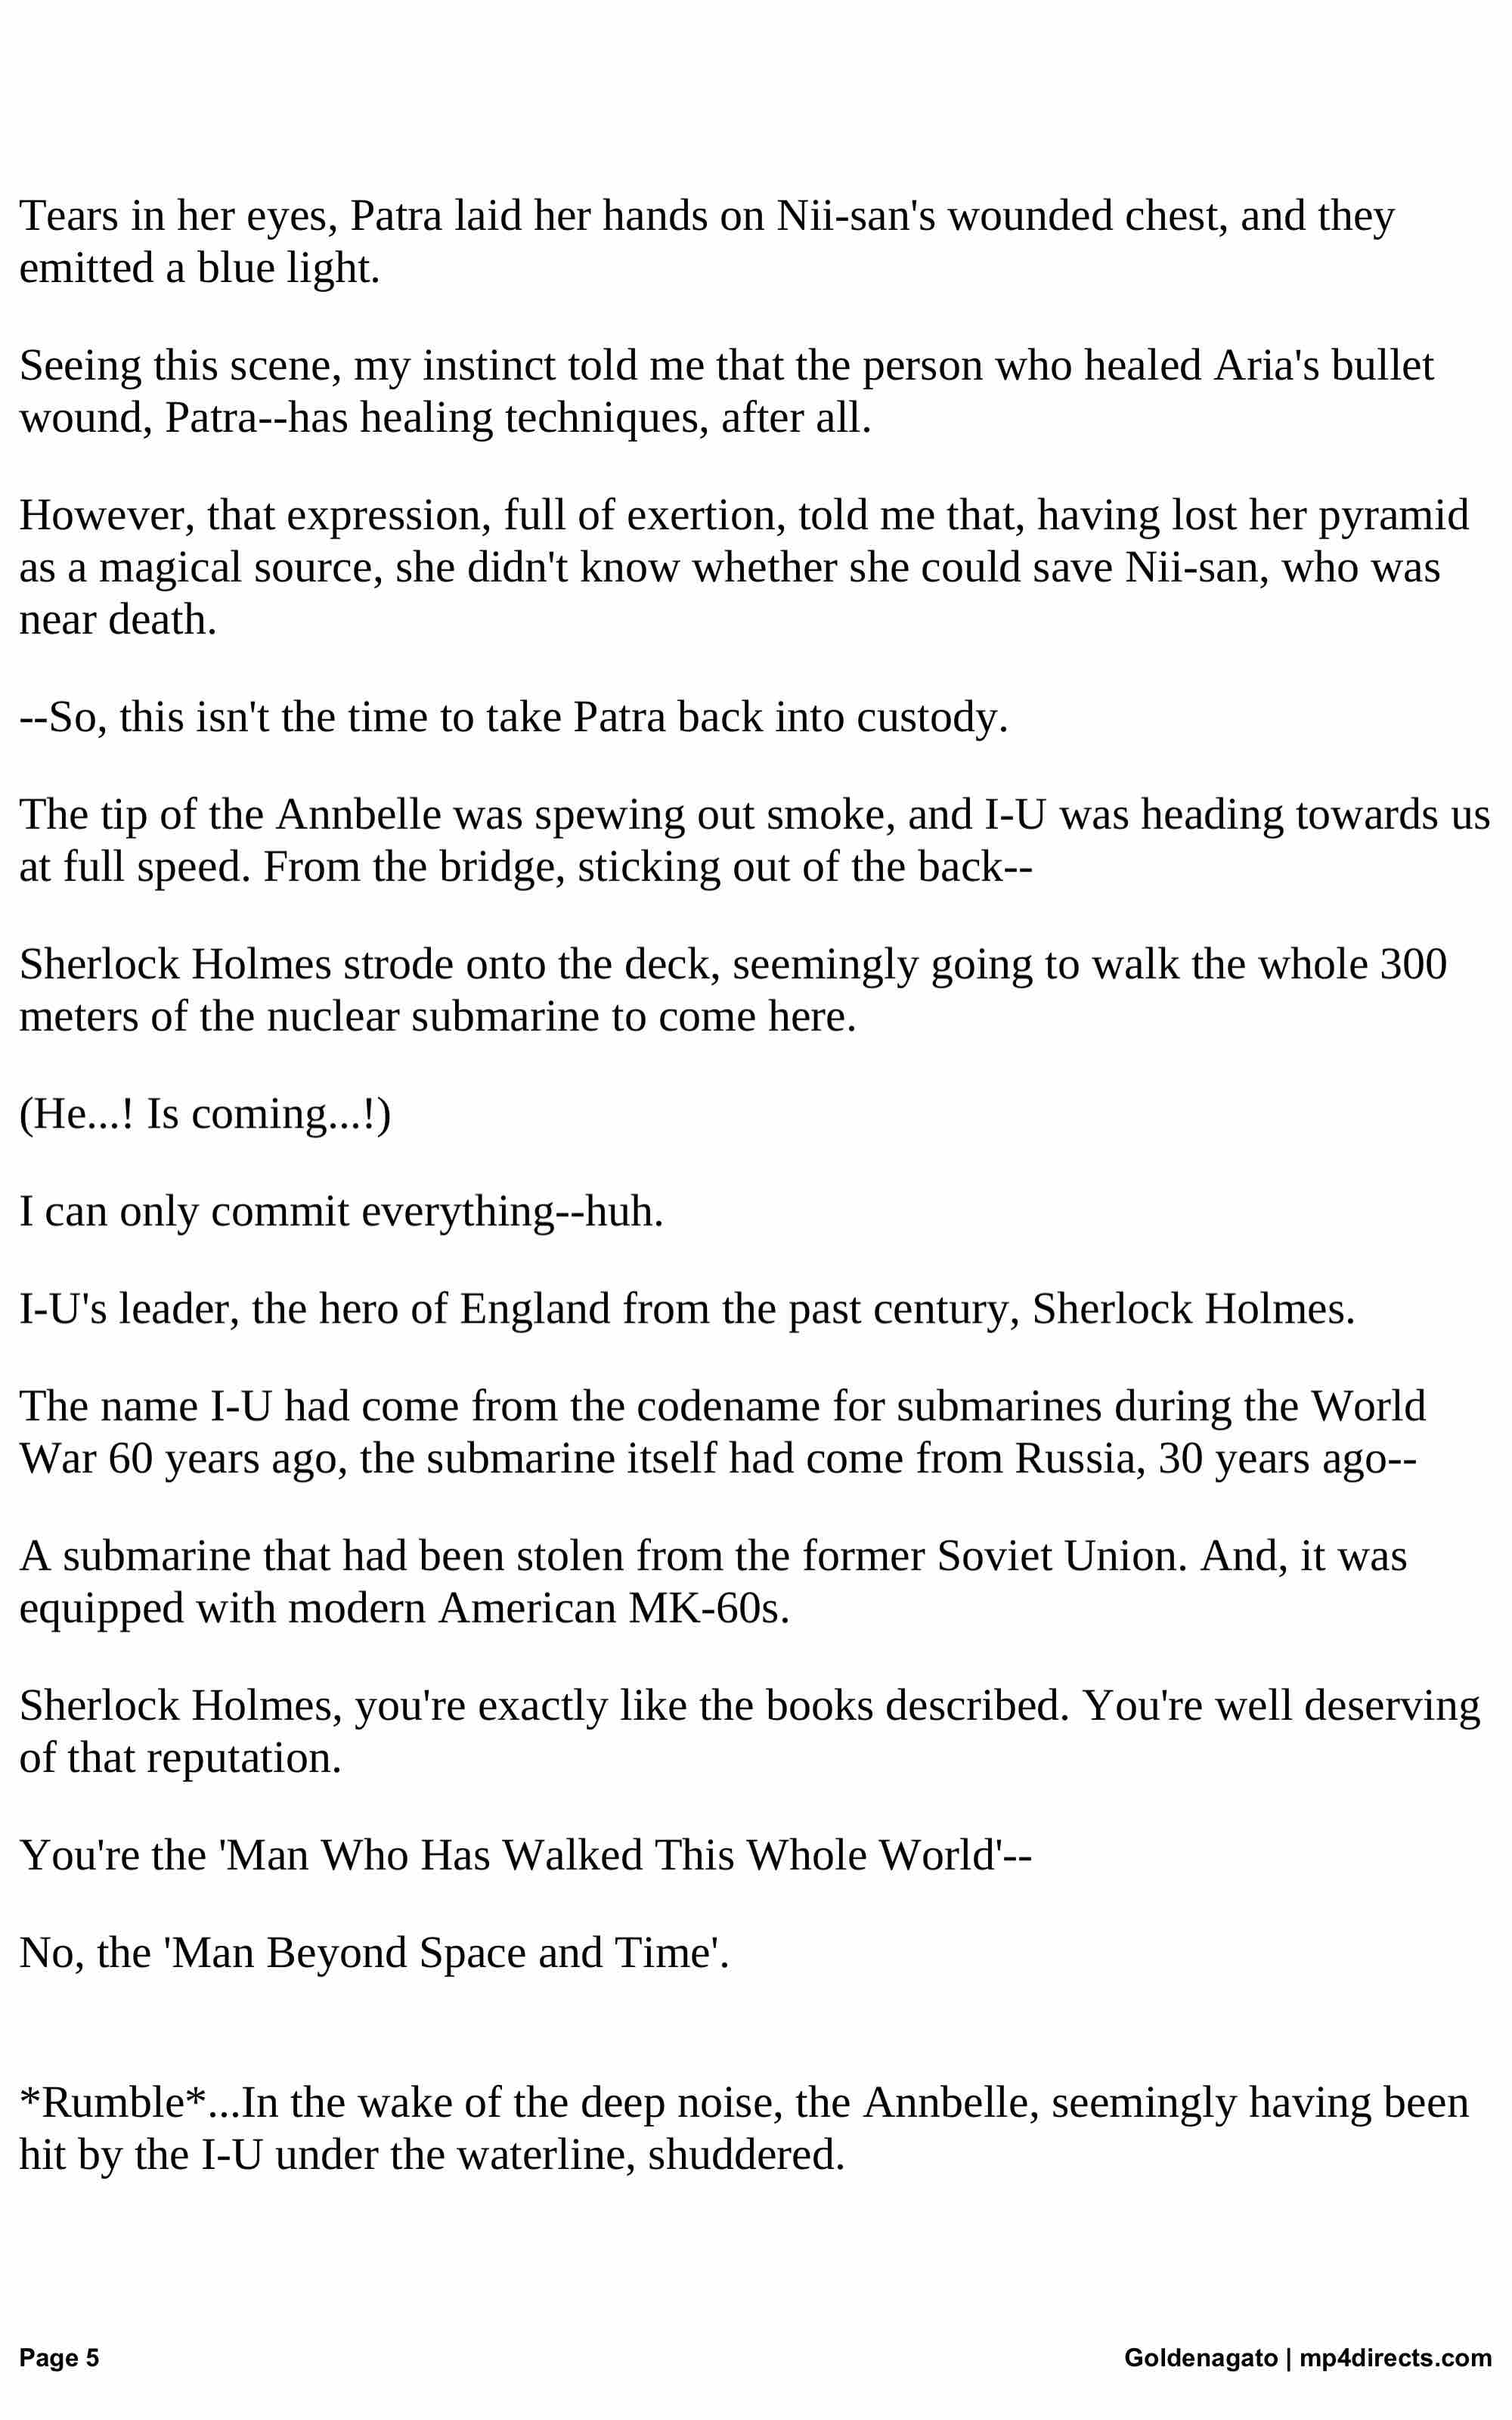 Tears in her eyes, Patra laid her hands on Nii-san's wounded chest, and they
emitted a blue light.
Seeing this scene, my instinct told me that the person who healed Aria's bullet
wound, Patra--has healing techniques, after all.
However, that expression, full of exertion, told me that, having lost her pyramid
as a magical source, she didn't know whether she could save Nii-san, who was
near death.
--So, this isn't the time to take Patra back into custody.
The tip of the Annbelle was spewing out smoke, and I-U was heading towards us
at full speed. From the bridge, sticking out of the back--
Sherlock Holmes strode onto the deck, seemingly going to walk the whole 300
meters of the nuclear submarine to come here.
(He...! Is coming...!)
I can only commit everything--huh.
I-U's leader, the hero of England from the past century, Sherlock Holmes.
The name I-U had come from the codename for submarines during the World
War 60 years ago, the submarine itself had come from Russia, 30 years ago--
A submarine that had been stolen from the former Soviet Union. And, it was
equipped with modern American MK-60s.
Sherlock Holmes, you're exactly like the books described. You're well deserving
of that reputation.
You're the 'Man Who Has Walked This Whole World'--
No, the 'Man Beyond Space and Time'.
*Rumble*...In the wake of the deep noise, the Annbelle, seemingly having been
hit by the I-U under the waterline, shuddered.
Page 5
Goldenagato | mp4directs.com